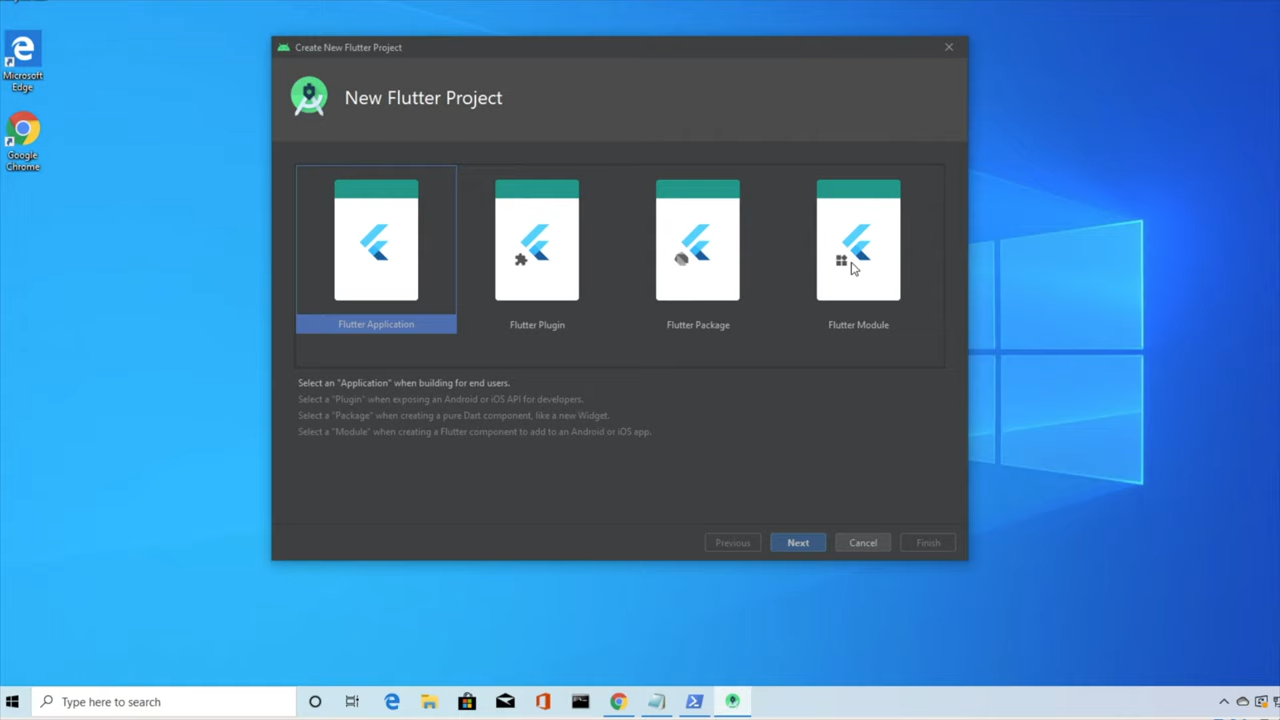 Microsoft
Edge
Google
Chrome
Create New Flutter Project
New Flutter Project
Flutter Application
Flutter Plugin
Flutter Package
Flutter Module
Select an "Application" when building for end users.
Select a "Plugin" when exposing an Android or iOS API for developers.
Select a "Package" when creating a pure Dart component, like a new Widget.
Select a "Module" when creating a Flutter component to add to an Android or iOS app.
Previous
Next
Cancel
Finish
Type here to search